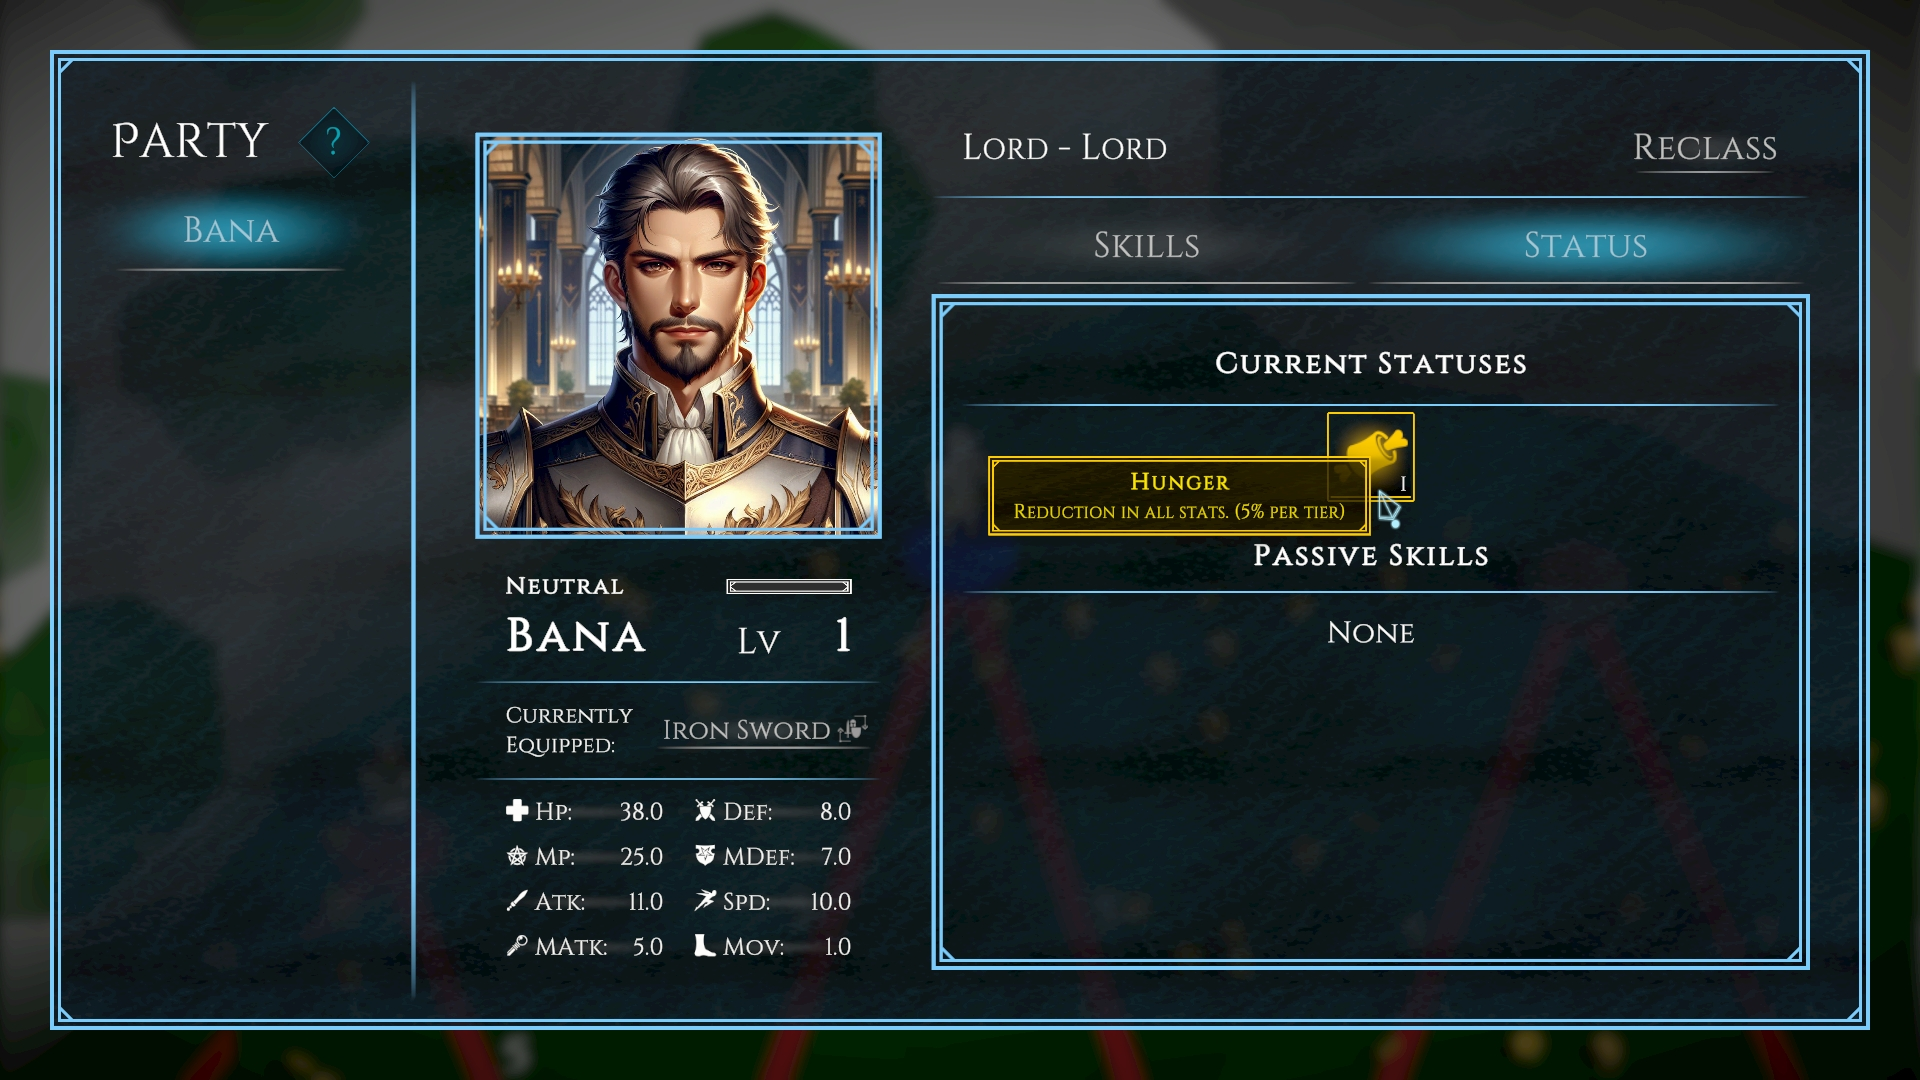 PARTY ?
BANA
LORD - LORD
RECLASS
SKILLS
STATUS
CURRENT STATUSES
I
HUNGER
REDUCTION IN ALL STATS. (5% PER TIER)
PASSIVE SKILLS
NONE
NEUTRAL
BANA LV 1
CURRENTLY
EQUIPPED:
IRON SWORD
HP: 38.0 DEF: 8.0
MP: 25.0 MDEF: 7.0
ATK: 11.0 SPD: 10.0
MATK: 5.0 MOV: 1.0